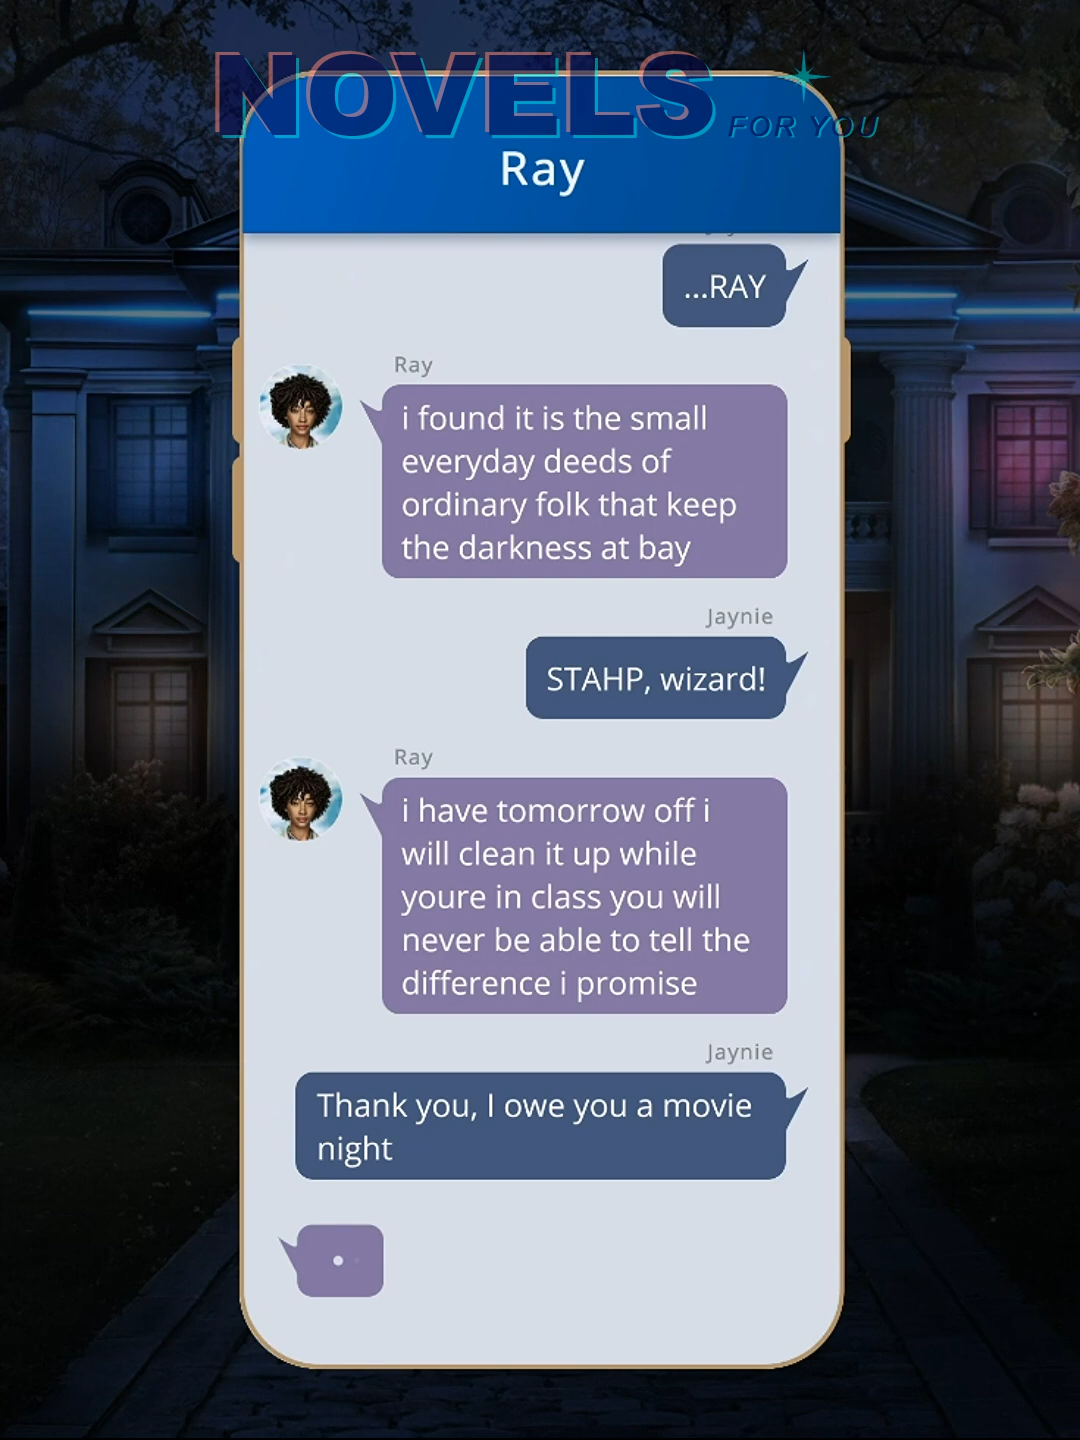 NOVELS
FOR YOU
Ray
...RAY
Ray
i found it is the small
everyday deeds of
ordinary folk that keep
the darkness at bay
Jaynie
STAHP, wizard!
Ray
i have tomorrow off i
will clean it up while
youre in class you will
never be able to tell the
difference i promise
Jaynie
Thank you, I owe you a movie
night